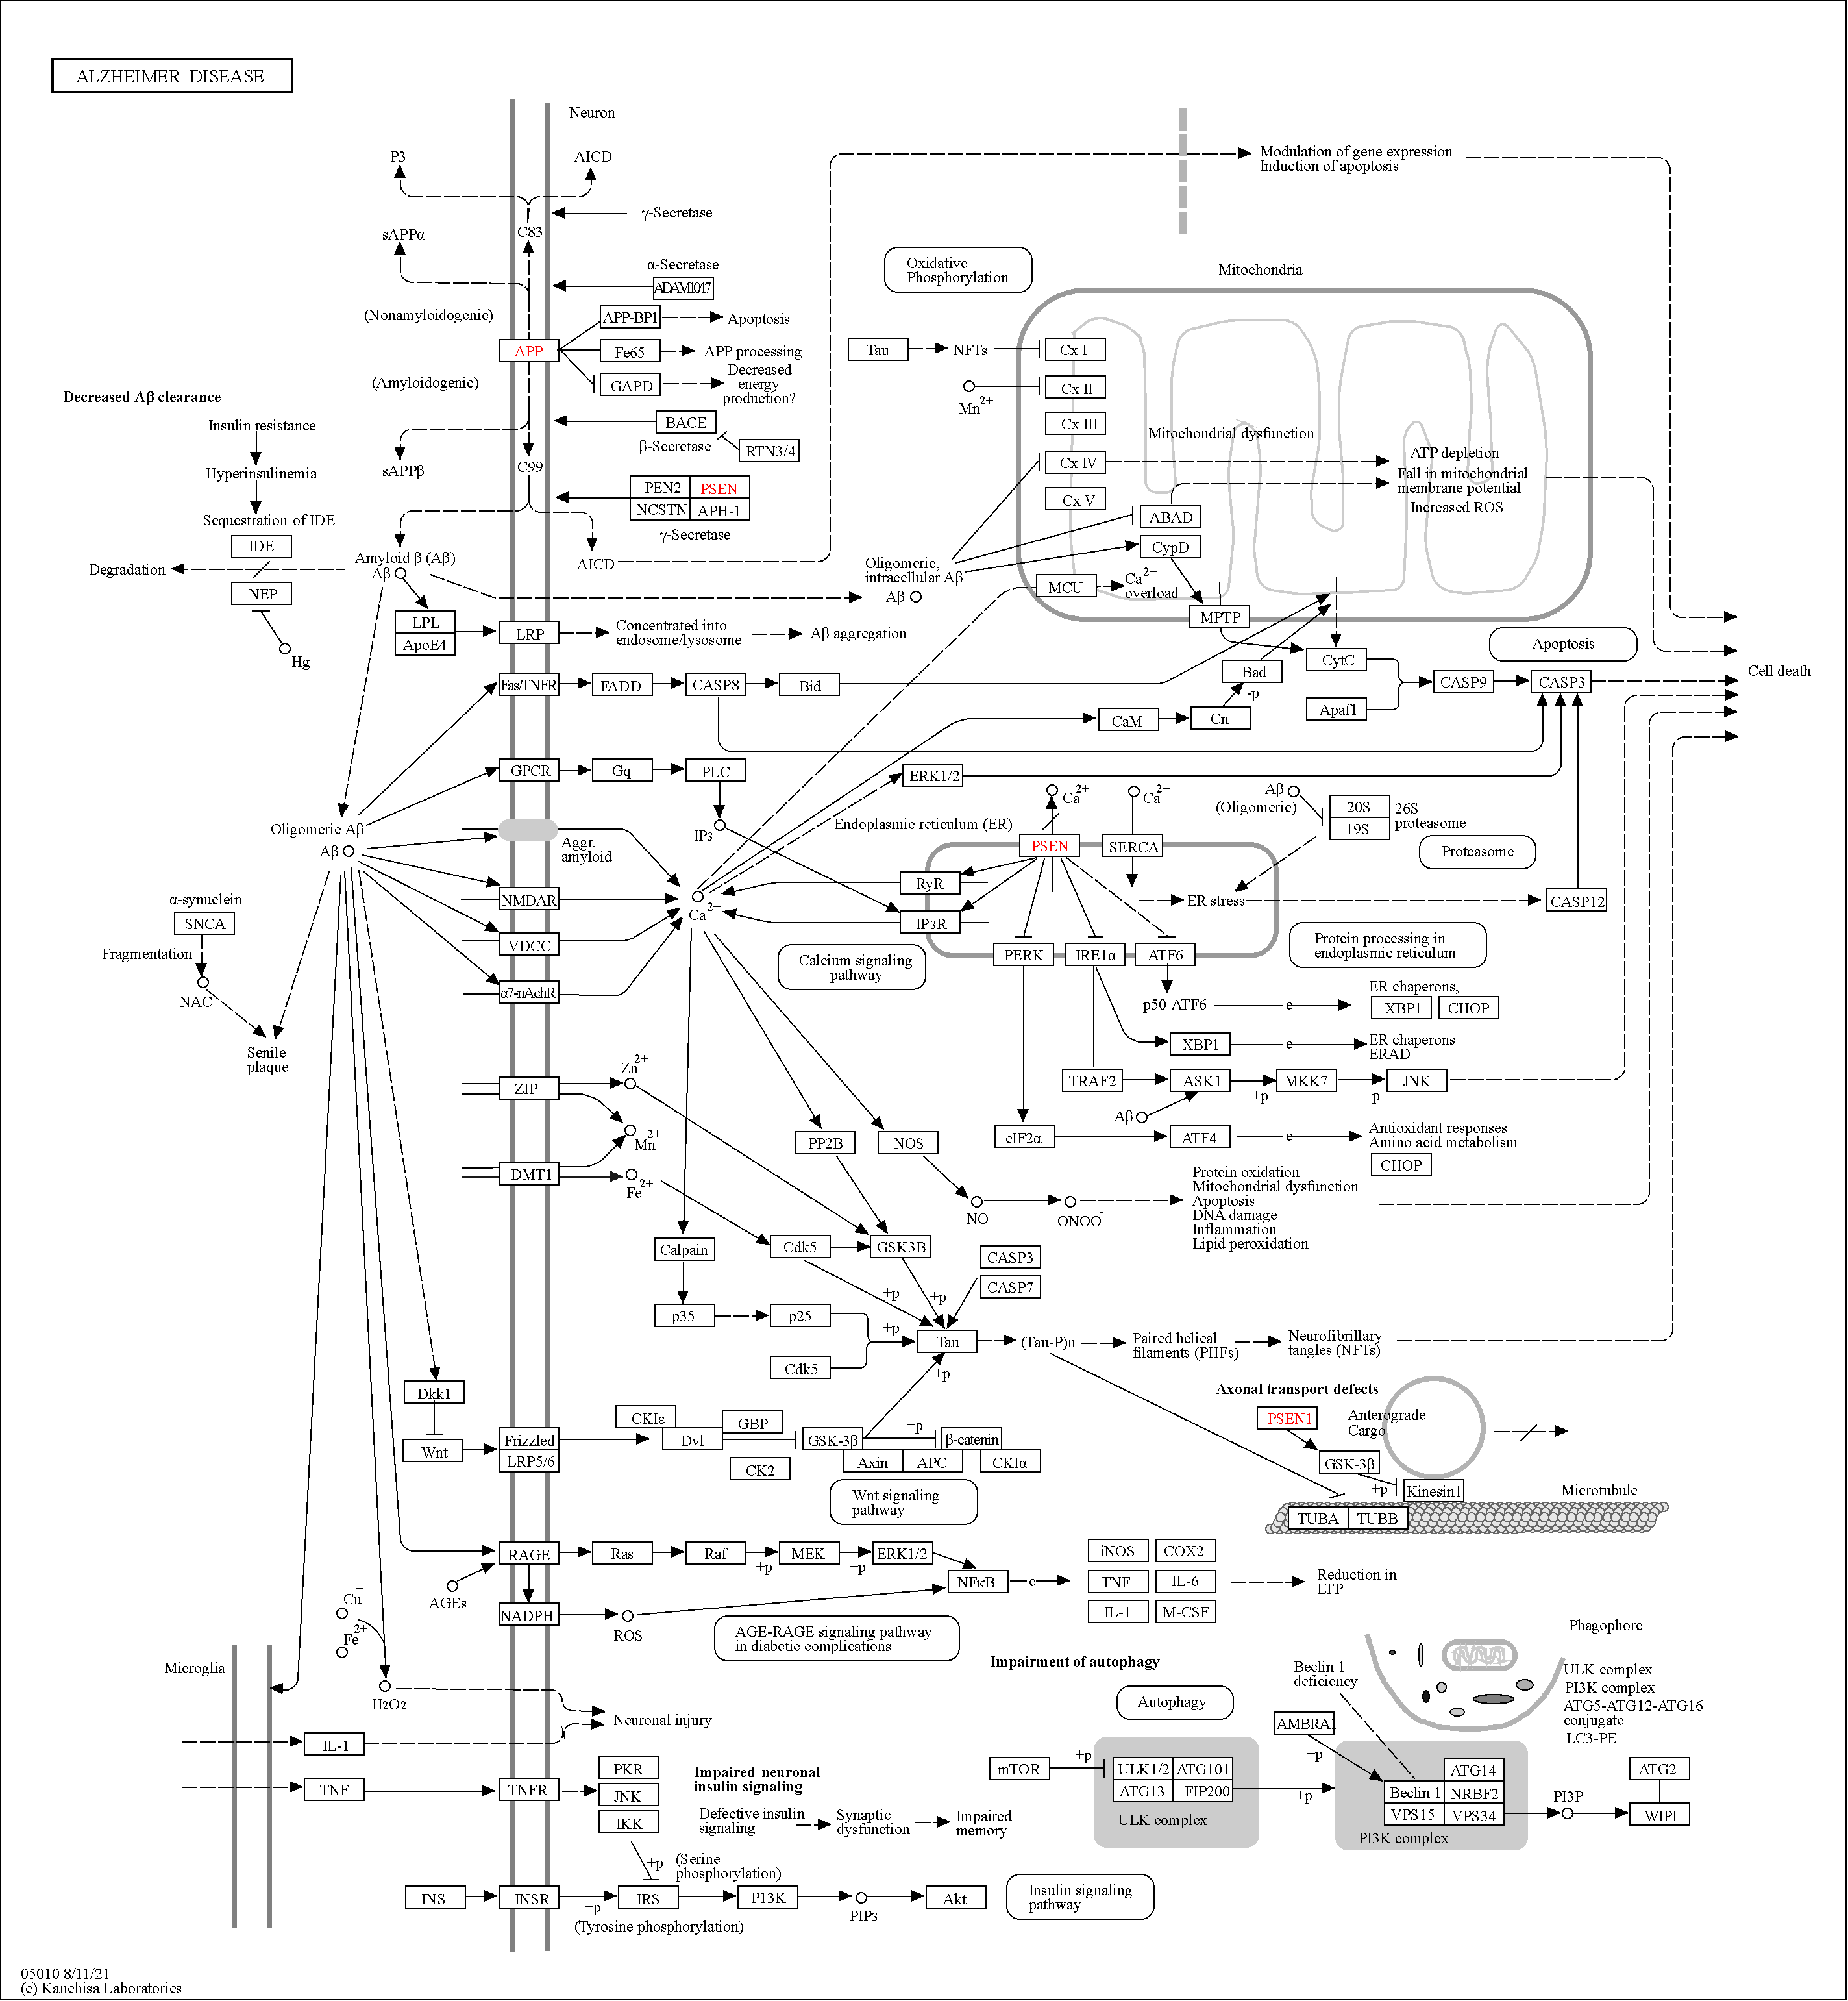 ALZHEIMER DISEASE
Neuron
P3
AICD
Modulation of gene expression
Induction of apoptosis
γ-Secretase
C83
sAPPα
α-Secretase
ADAM1017
Oxidative
Phosphorylation
Mitochondria
(Nonamyloidogenic)
APP-BP1
Apoptosis
APP
Fe65
APP processing
Tau
NFTs
Cx I
(Amyloidogenic)
GAPD
Decreased
energy
production?
Mn2+
Cx II
Decreased Aβ clearance
Insulin resistance
BACE
β-Secretase
RTN3/4
Cx III
Mitochondrial dysfunction
Hyperinsulinemia
sAPPβ
C99
Cx IV
ATP depletion
Fall in mitochondrial
membrane potential
Increased ROS
PEN2
PSEN
NCSTN
APH-1
γ-Secretase
Cx V
Sequestration of IDE
IDE
ABAD
Amyloid β (Aβ)
Aβ
AICD
CypD
Degradation
Oligomeric,
intracellular Aβ
Aβ
NEP
MCU
Ca2+
overload
MPTP
LPL
ApoE4
LRP
Concentrated into
endosome/lysosome
Aβ aggregation
Hg
CytC
Apoptosis
Fas/TNFR
FADD
CASP8
Bid
Bad
-p
CASP9
CASP3
Cell death
Apaf1
CaM
Cn
GPCR
Gq
PLC
ERK1/2
Ca2+
Ca2+
Aβ
(Oligomeric)
20S
19S
26S
proteasome
Oligomeric Aβ
Aβ
IP3
Endoplasmic reticulum (ER)
Aggr.
amyloid
PSEN
SERCA
Proteasome
RyR
α-synuclein
SNCA
NMDAR
Ca2+
IP3R
ER stress
CASP12
Fragmentation
VDCC
PERK
IRE1α
ATF6
Calcium signaling
pathway
Protein processing in
endoplasmic reticulum
NAC
α7-nAchR
p50 ATF6
e
ER chaperons,
XBP1
CHOP
Senile
plaque
XBP1
e
ER chaperons
ERAD
Zn2+
ZIP
TRAF2
ASK1
+p
MKK7
+p
JNK
Aβ
Mn2+
PP2B
NOS
eIF2α
ATF4
e
Antioxidant responses
Amino acid metabolism
CHOP
DMT1
Fe2+
NO
ONOO-
Protein oxidation
Mitochondrial dysfunction
Apoptosis
DNA damage
Inflammation
Lipid peroxidation
Calpain
Cdk5
GSK3B
CASP3
CASP7
+p
+p
p35
p25
+p
Tau
(Tau-P)n
Paired helical
filaments (PHFs)
Neurofibrillary
tangles (NFTs)
Cdk5
+p
Dkk1
Axonal transport defects
PSEN1
Anterograde
Cargo
CKIε
GBP
Wnt
Frizzled
LRP5/6
Dvl
GSK-3β
+p
β-catenin
Axin
APC
CKIα
CK2
GSK-3β
+p
Kinesin1
Wnt signaling
pathway
Microtubule
TUBA
TUBB
RAGE
Ras
Raf
+p
MEK
+p
ERK1/2
iNOS
COX2
AGEs
NFκB
e
TNF
IL-6
Reduction in
LTP
Cu+
NADPH
ROS
IL-1
M-CSF
Fe2+
AGE-RAGE signaling pathway
in diabetic complications
Phagophore
Microglia
Impairment of autophagy
Beclin 1
deficiency
ULK complex
PI3K complex
ATG5-ATG12-ATG16
conjugate
LC3-PE
H2O2
Autophagy
Neuronal injury
AMBRA1
IL-1
+p
PKR
Impaired neuronal
insulin signaling
mTOR
+p
ULK1/2
ATG101
ATG13
FIP200
ULK complex
+p
ATG14
Beclin 1
NRBF2
VPS15
VPS34
PI3K complex
PI3P
ATG2
WIPI
TNF
TNFR
JNK
IKK
Defective insulin
signaling
Synaptic
dysfunction
Impaired
memory
+p
(Serine
phosphorylation)
INS
INSR
+p
IRS
P13K
PIP3
Akt
Insulin signaling
pathway
(Tyrosine phosphorylation)
05010 8/11/21
(c) Kanehisa Laboratories